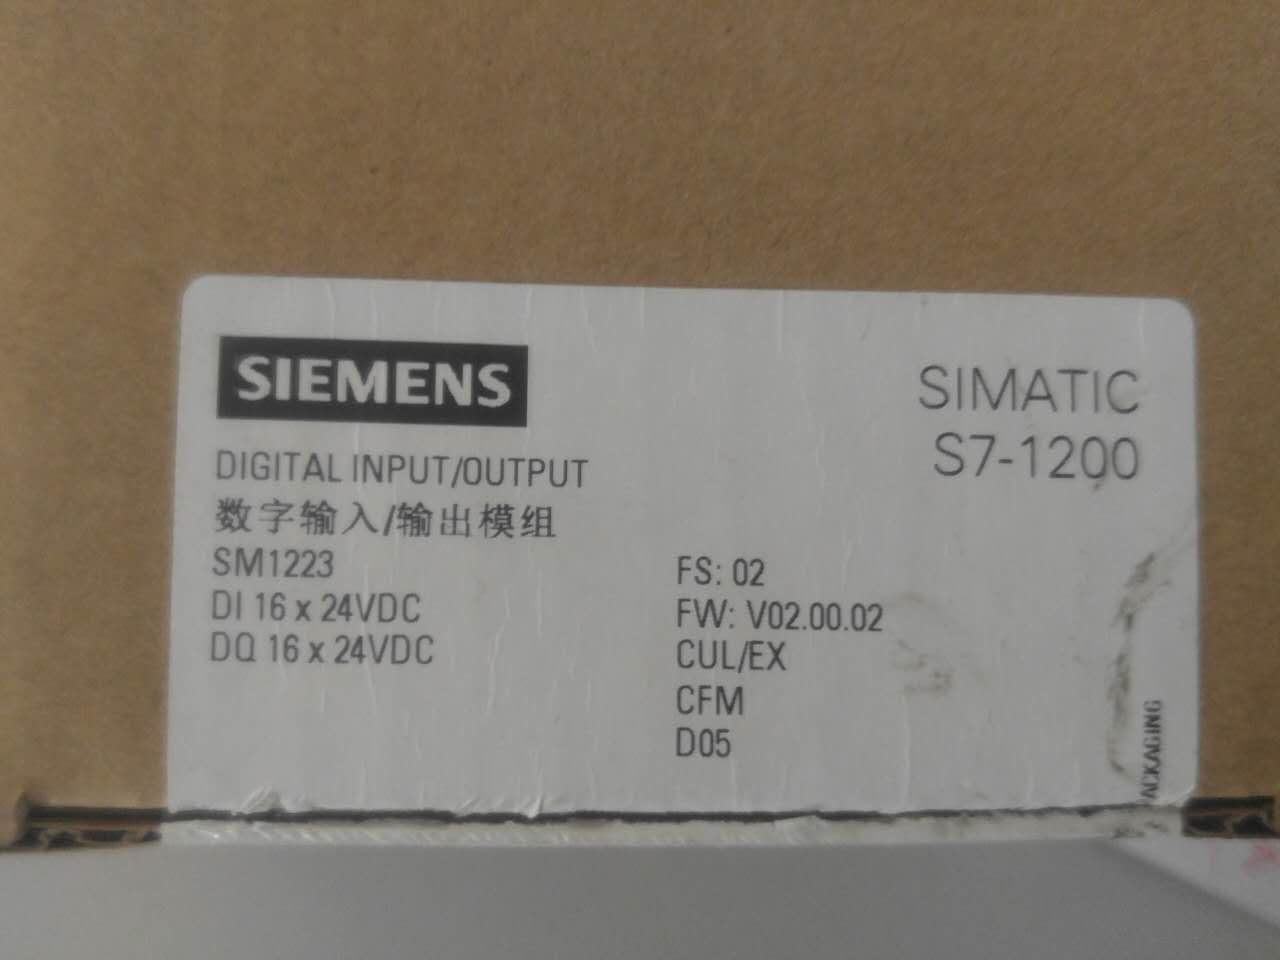 SIEMENS
SIMATIC
S7-1200
DIGITAL INPUT/OUTPUT
数字输入/输出模组
SM1223
DI 16 x 24VDC
DQ 16 x 24VDC
FS: 02
FW: V02.00.02
CUL/EX
CFM
D05
ACKAGING